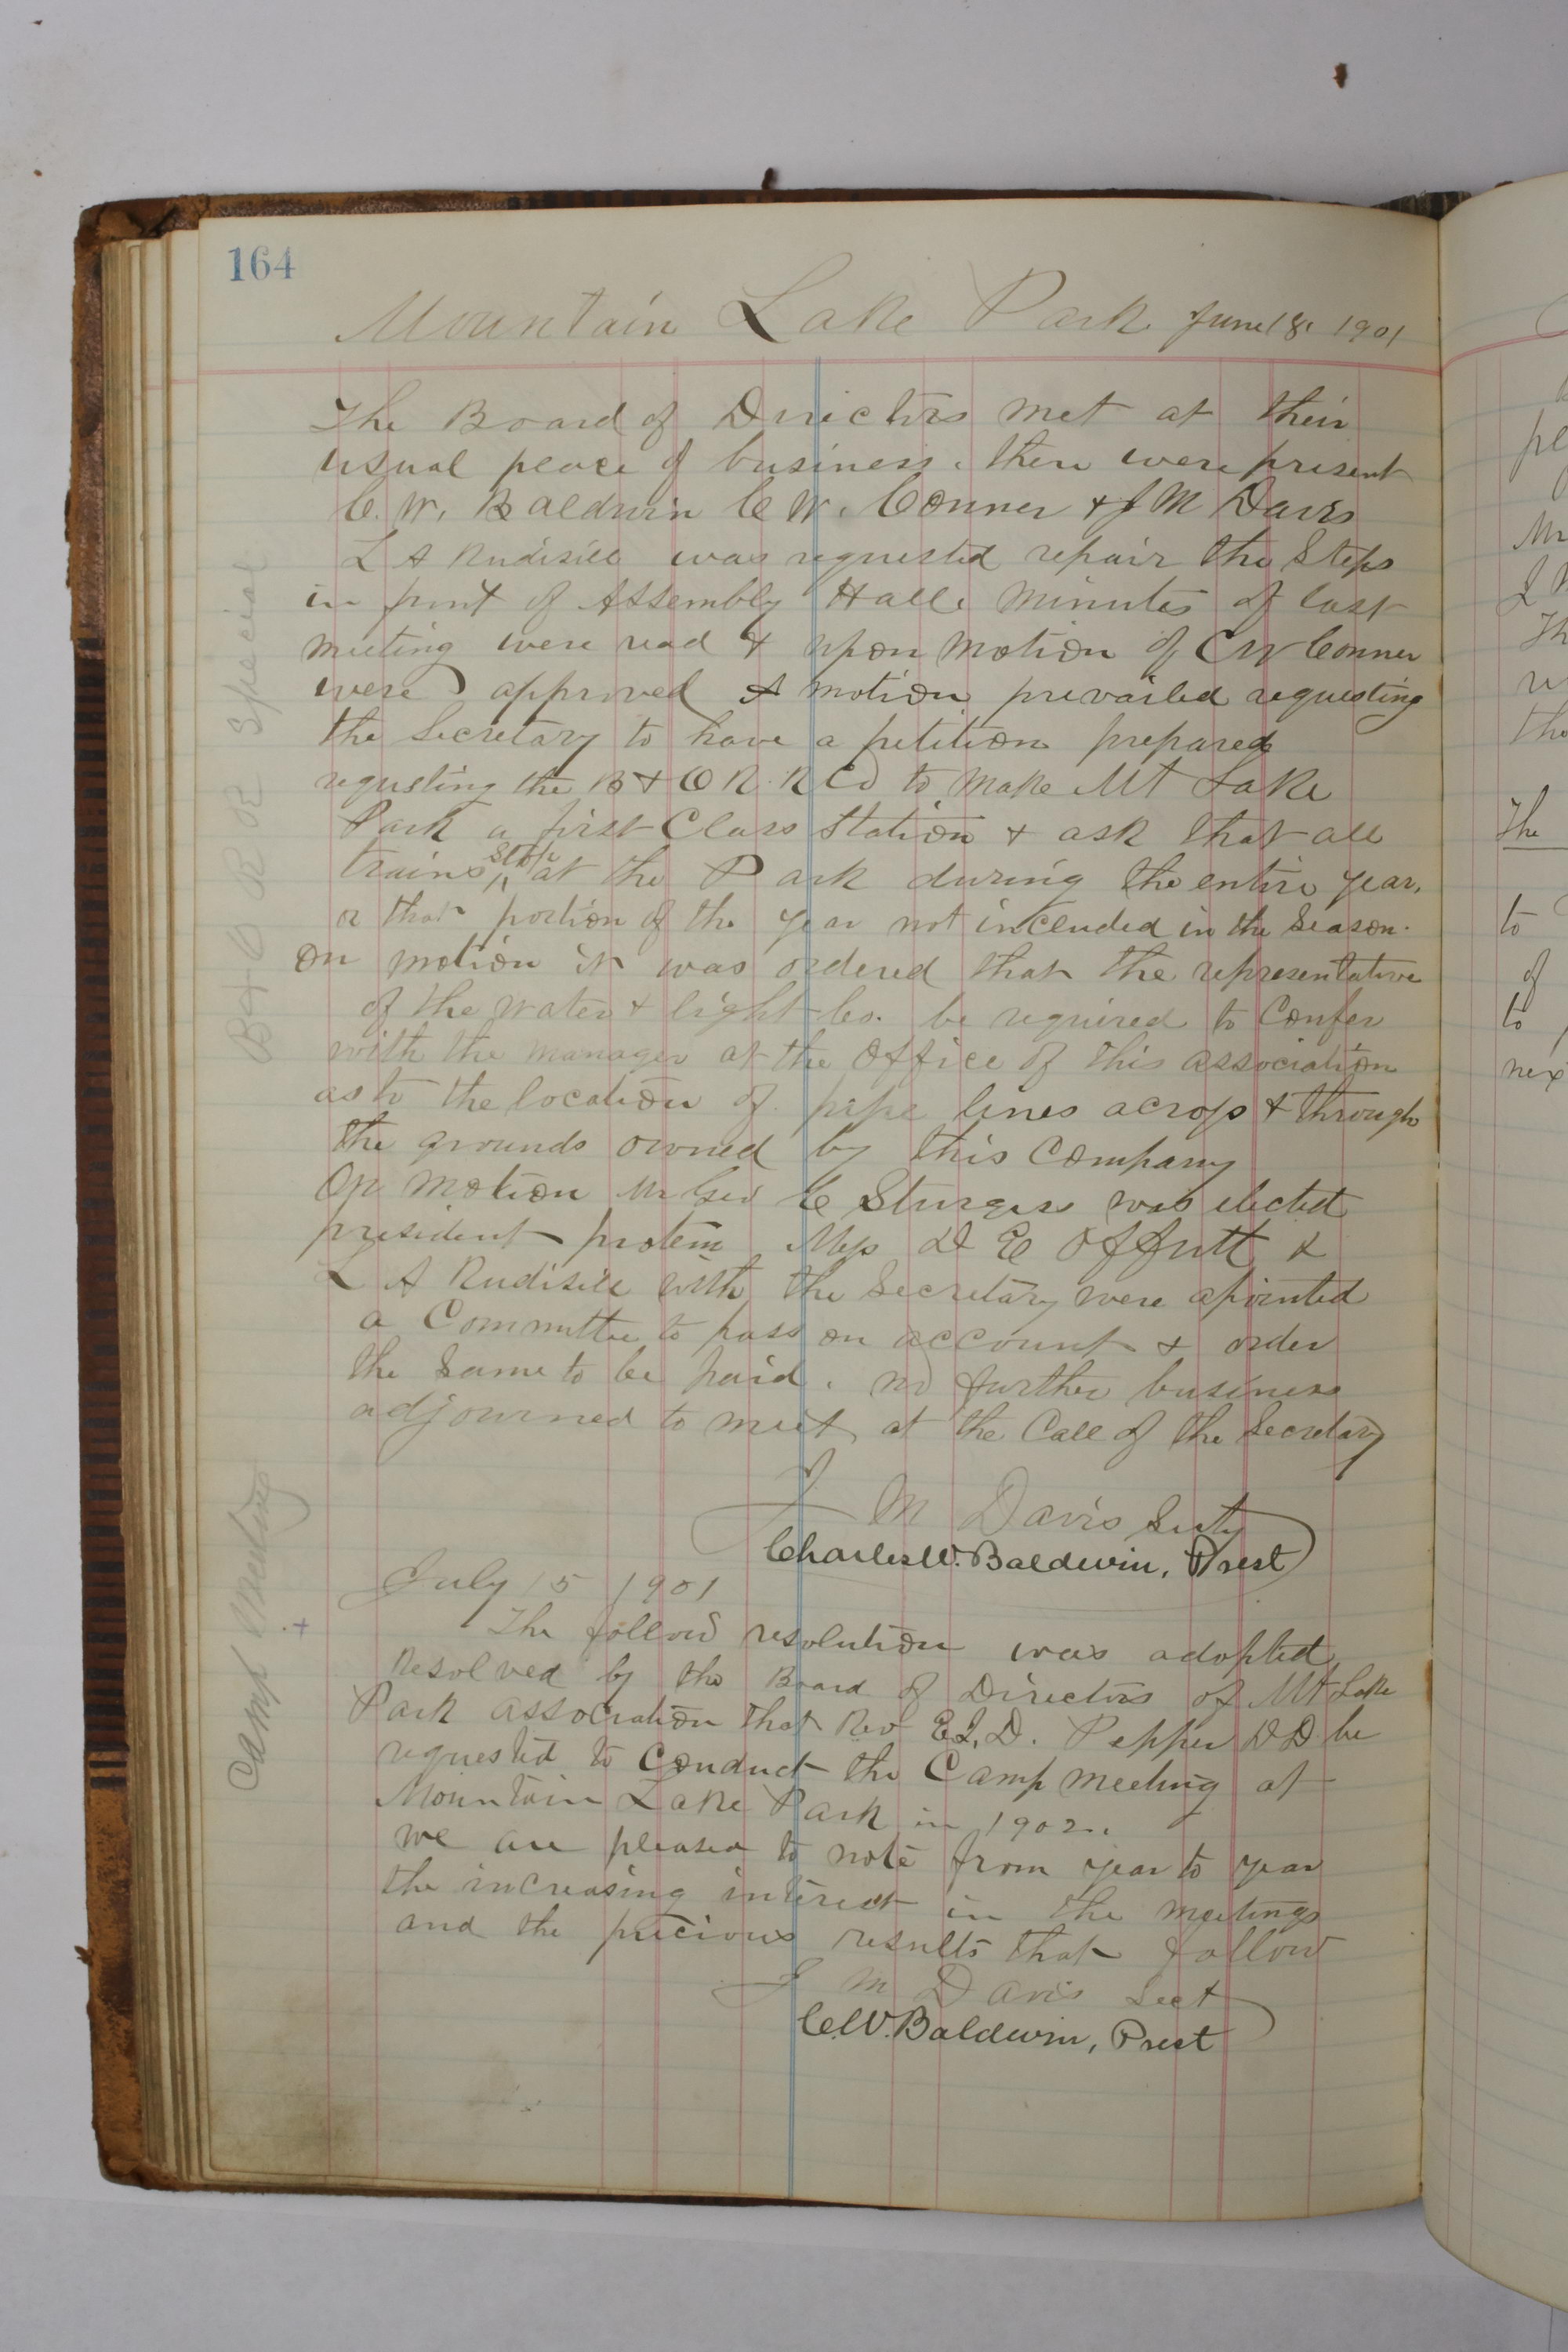 164
Mountain Lake Park June 18 1901
The Board of Directors met at their
usual place of business. there were present
C. W. Baldwin C W. Conner & J M Davis
L A Rudisill was requested repair the Steps
in front of Assembly Hall. Minutes of last
meeting were read & upon motion of CW Conner
were approved A motion prevailed requesting
the Secretary to have a petition prepared
requsting the B & O R. R Co to make Mt Lake
Park a first Class Station & ask that all
trains stop at the Park during the entire year,
or that portion of the year not included in the Season.
On motion it was ordered that the representative
of the Water & light Co. be required to Confer
with the manager at the Office of this association
as to the location of pipe lines across & through
the grounds owned by this Company
On motion Mr Geo C Sturgiss was elected
president protem Mess D E Offutt &
L A Rudisill with the Secretary were apointed
a Committee to pass on account & order
the same to be paid. no further business
adjourned to meet at the Call of the Secretary
J M Davis Secty
Charles W. Baldwin, Prest
July 15 1901
The follow resolution was adopted
Resolved by the Board of Directors of Mt Lake
Park association that Rev E.I.D. Pepper D D. be
requested to Conduct the Camp meeting at
Mountain Lake Park in 1902.
we are pleased to note from year to year
the increasing interest in the meetings
and the precious results that follow
J M Davis Sect
C.W. Baldwin, Prest
B & O R R Special
Camp Meeting
+